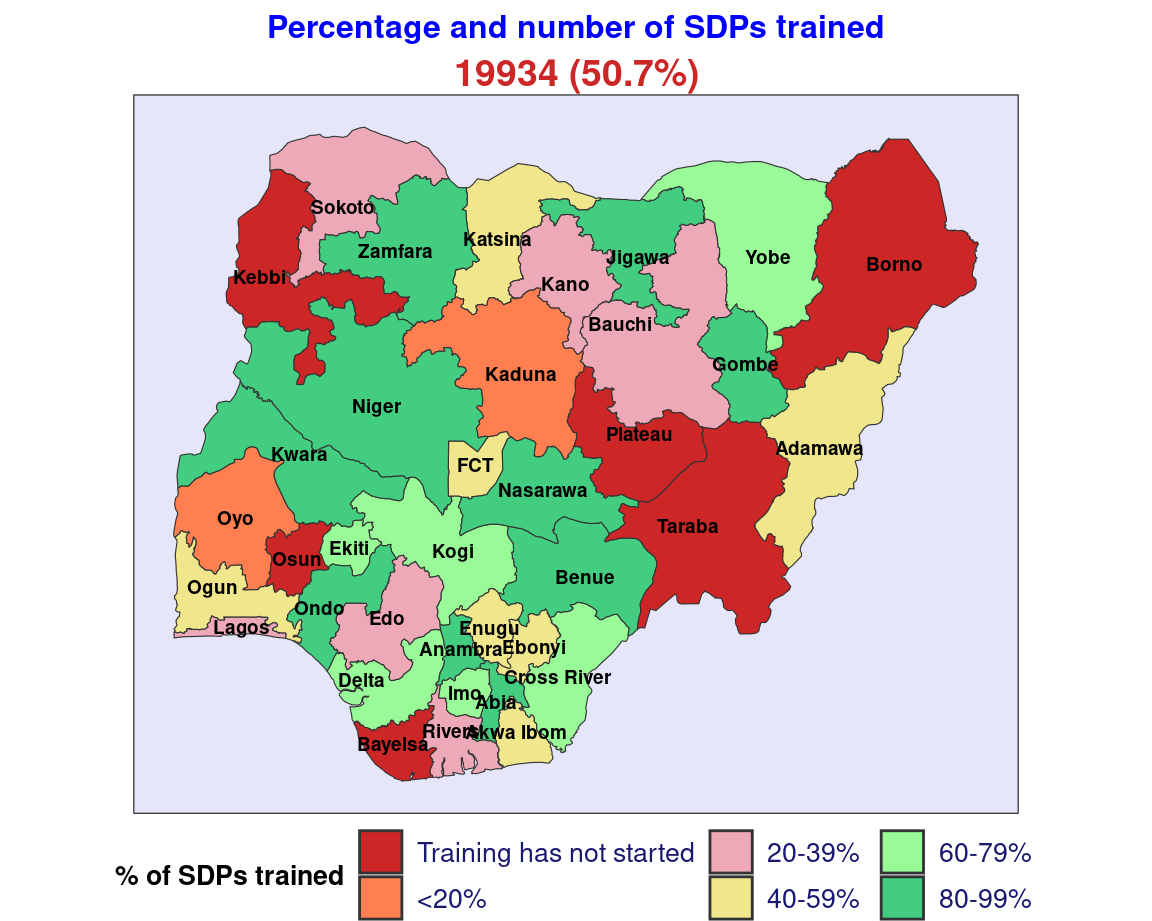 Percentage and number of SDPs trained
19934 (50.7%)
Sokoto
Katsina
Zamfara
Jigawa
Yobe
Borno
Kebbi
Kano
Bauchi
Gombe
Kaduna
Niger
Plateau
Adamawa
Kwara
FCT
Nasarawa
Oyo
Taraba
Ekiti
Kogi
Osun
Benue
Ogun
Ondo
Edo
Lagos
Enugu
Anambra
Ebonyi
Delta
Cross River
Imo
Abia
Rivers
Akwa Ibom
Bayelsa
% of SDPs trained
Training has not started
<20%
20-39%
40-59%
60-79%
80-99%